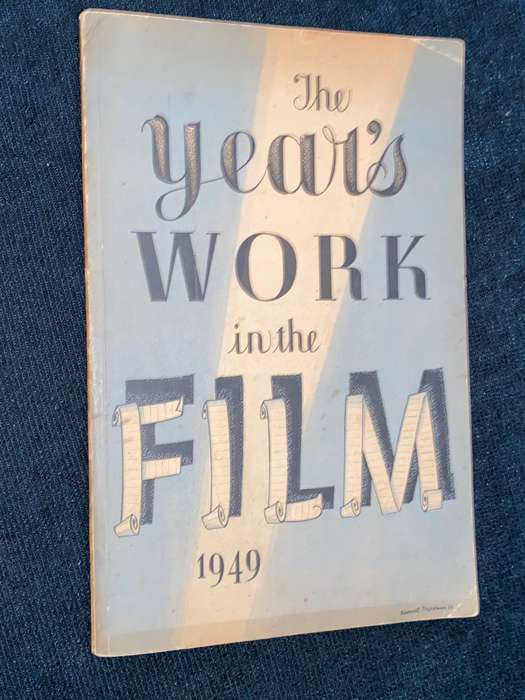 The
Year's
WORK
in the
FILM
1949